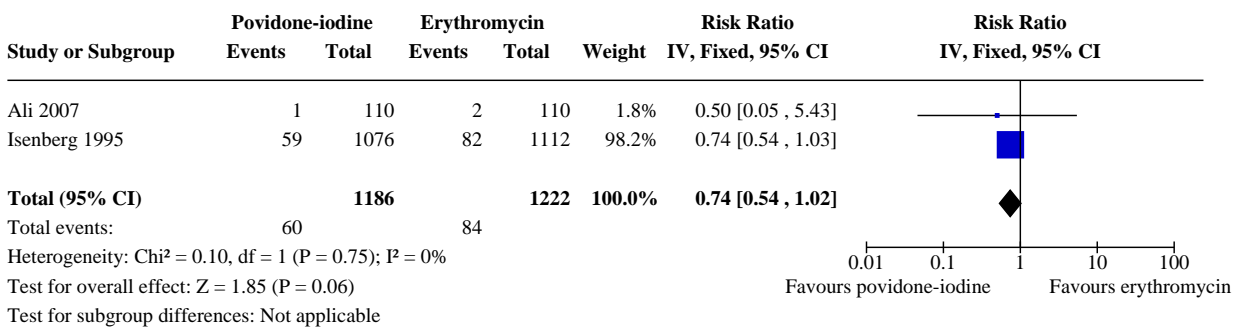 Povidone-iodine Erythromycin Risk Ratio Risk Ratio
Study or Subgroup Events Total Events Total Weight IV, Fixed, 95% CI IV, Fixed, 95% CI
Ali 2007 1 110 2 110 1.8% 0.50 [0.05 , 5.43]
Isenberg 1995 59 1076 82 1112 98.2% 0.74 [0.54 , 1.03]
Total (95% CI) 1186 1222 100.0% 0.74 [0.54 , 1.02]
Total events: 60 84
Heterogeneity: Chi² = 0.10, df = 1 (P = 0.75); I² = 0%
0.01 0.1 1 10 100
Test for overall effect: Z = 1.85 (P = 0.06)
Favours povidone-iodine Favours erythromycin
Test for subgroup differences: Not applicable